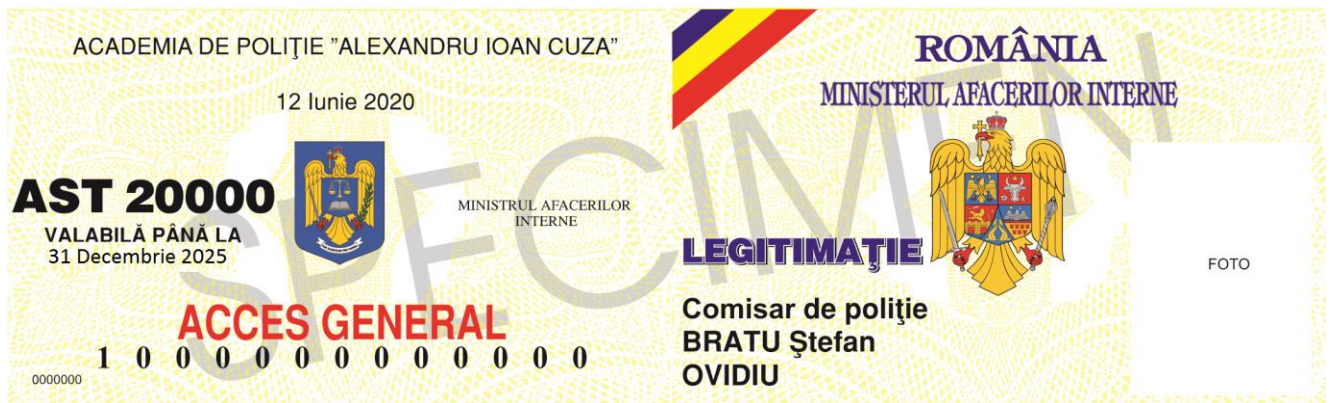 ACADEMIA DE POLIŢIE ”ALEXANDRU IOAN CUZA”
12 Iunie 2020
AST 20000
VALABILĂ PÂNĂ LA
31 Decembrie 2025
MINISTRUL AFACERILOR
INTERNE
ACCES GENERAL
1 0 0 0 0 0 0 0 0 0 0 0 0
0000000
ROMÂNIA
MINISTERUL AFACERILOR INTERNE
LEGITIMAŢIE
Comisar de poliţie
BRATU Ştefan
OVIDIU
FOTO
SPECIMEN